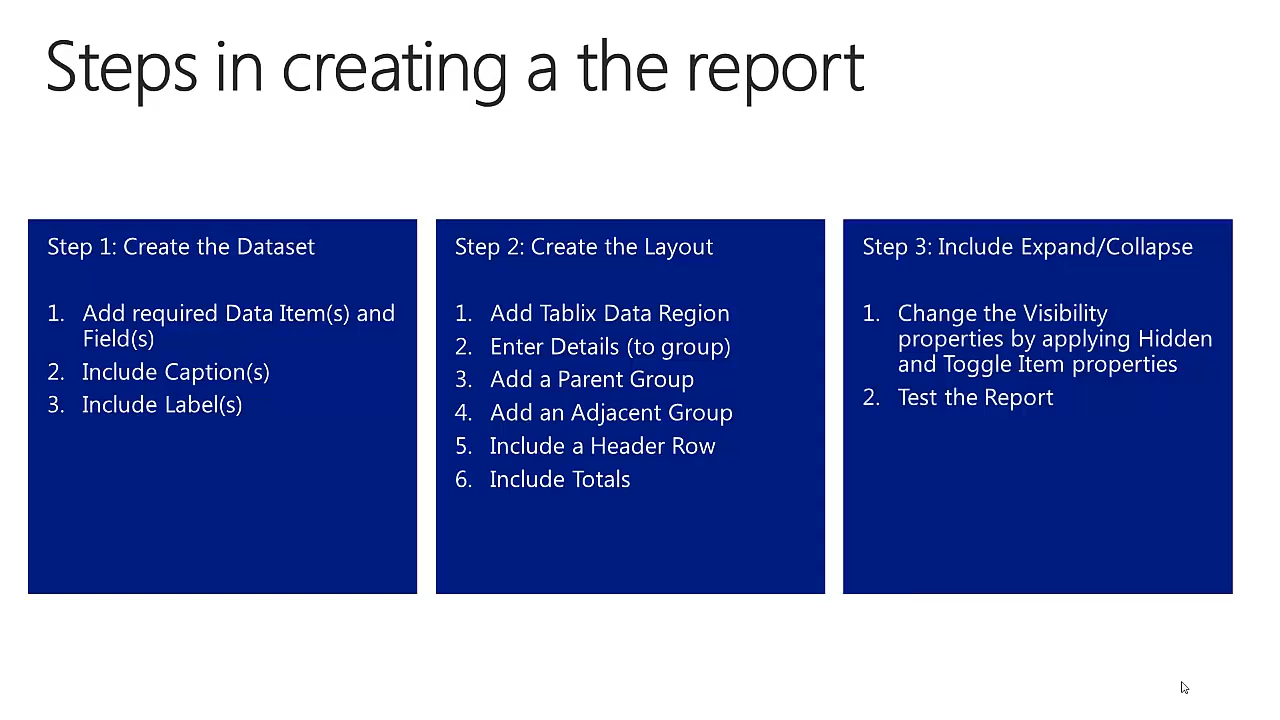 Steps in creating a the report
Step 1: Create the Dataset
1. Add required Data Item(s) and
Field(s)
2. Include Caption(s)
3. Include Label(s)
Step 2: Create the Layout
1. Add Tablix Data Region
2. Enter Details (to group)
3. Add a Parent Group
4. Add an Adjacent Group
5. Include a Header Row
6. Include Totals
Step 3: Include Expand/Collapse
1. Change the Visibility
properties by applying Hidden
and Toggle Item properties
2. Test the Report